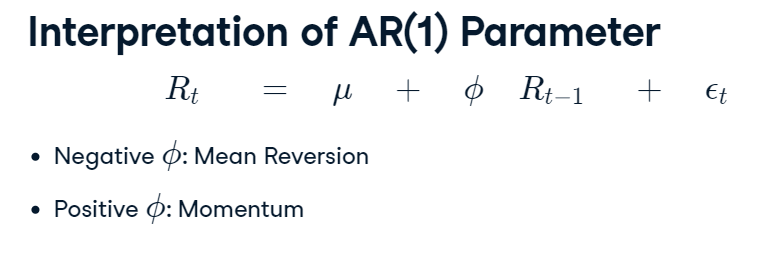 Interpretation of AR(1) Parameter
R_t = μ + ϕ R_{t−1} + ϵ_t
• Negative ϕ: Mean Reversion
• Positive ϕ: Momentum